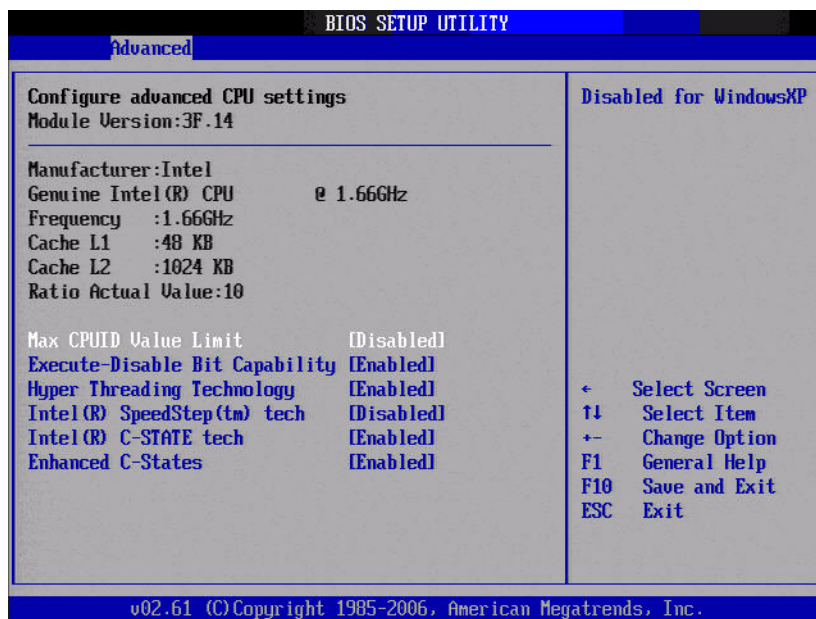 BIOS SETUP UTILITY
Advanced
Configure advanced CPU settings
Module Version:3F.14
Manufacturer:Intel
Genuine Intel(R) CPU @ 1.66GHz
Frequency :1.66GHz
Cache L1 :48 KB
Cache L2 :1024 KB
Ratio Actual Value:10
Max CPUID Value Limit [Disabled]
Execute-Disable Bit Capability [Enabled]
Hyper Threading Technology [Enabled]
Intel(R) SpeedStep(tm) tech [Disabled]
Intel(R) C-STATE tech [Enabled]
Enhanced C-States [Enabled]
Disabled for WindowsXP
← Select Screen
↑↓ Select Item
+- Change Option
F1 General Help
F10 Save and Exit
ESC Exit
v02.61 (C)Copyright 1985-2006, American Megatrends, Inc.